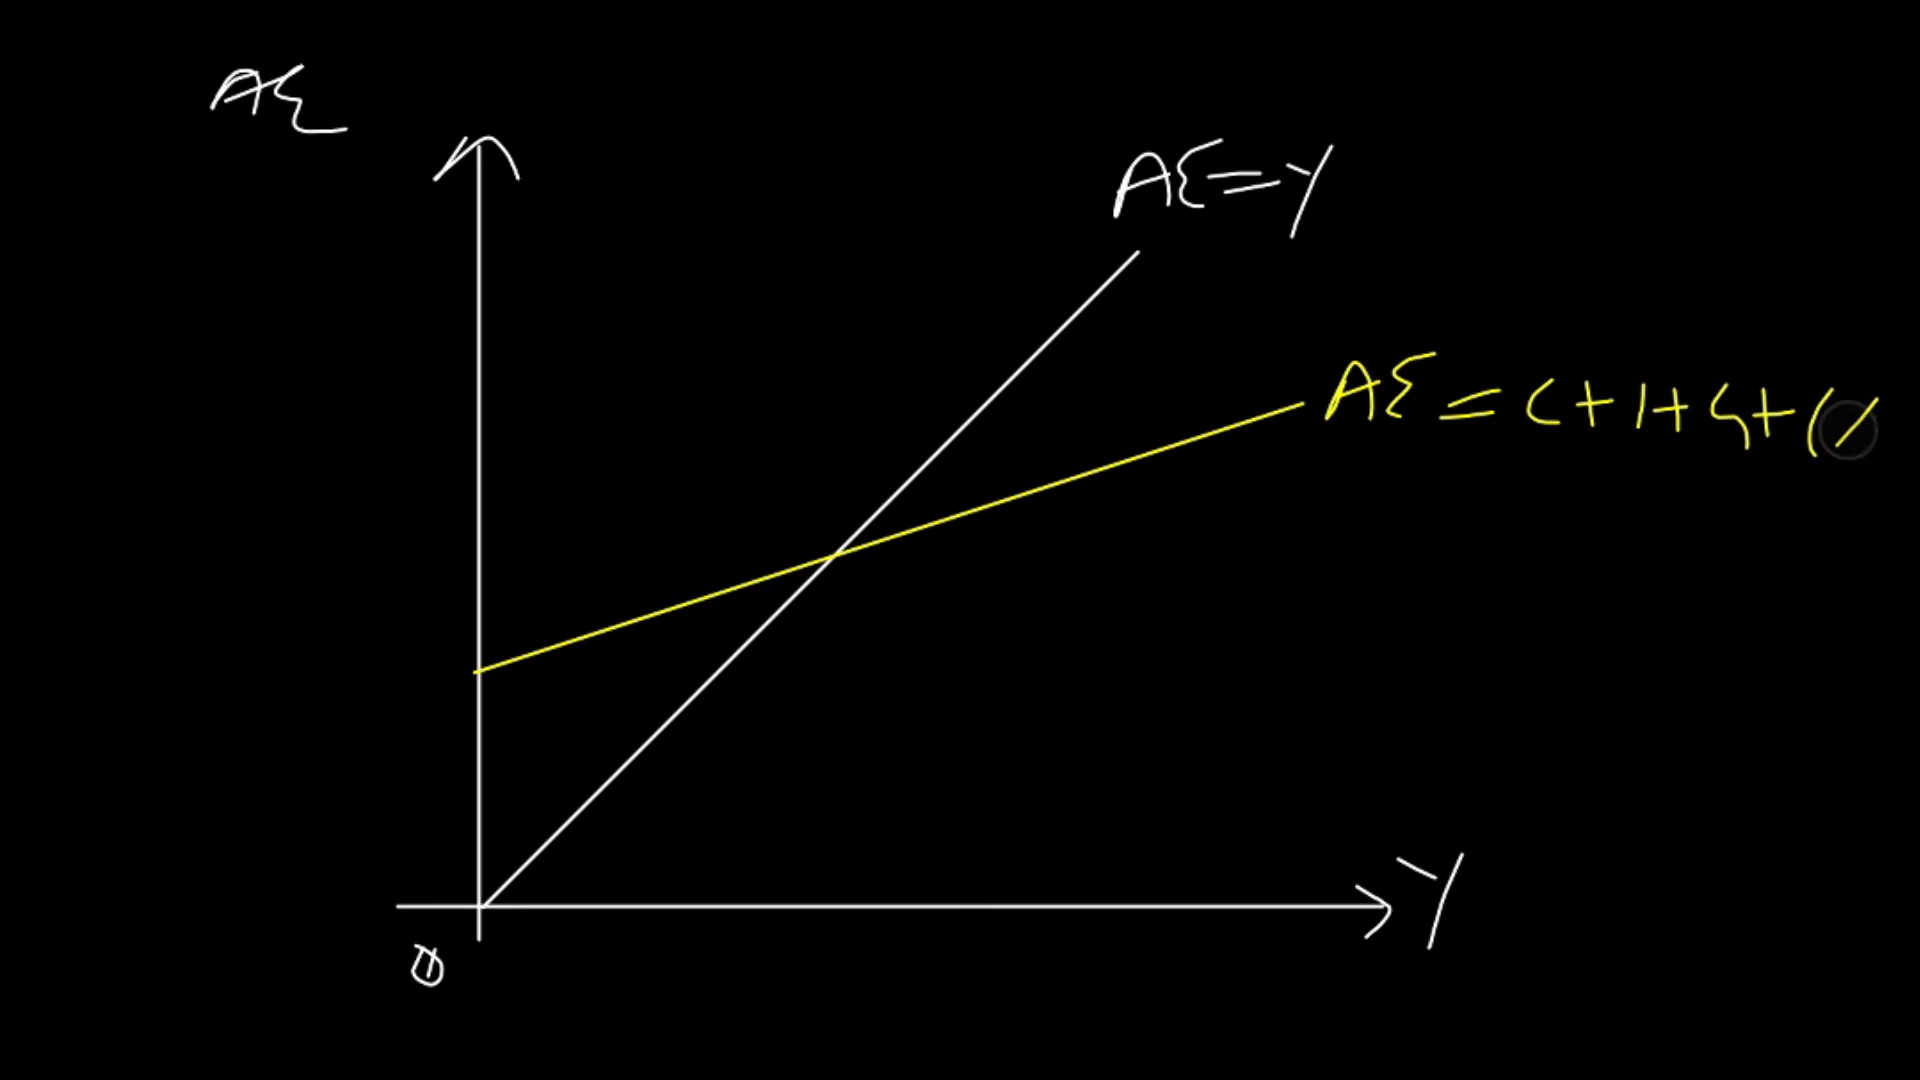 AE
AE=Y
AE = C+I+G+(
Y
0